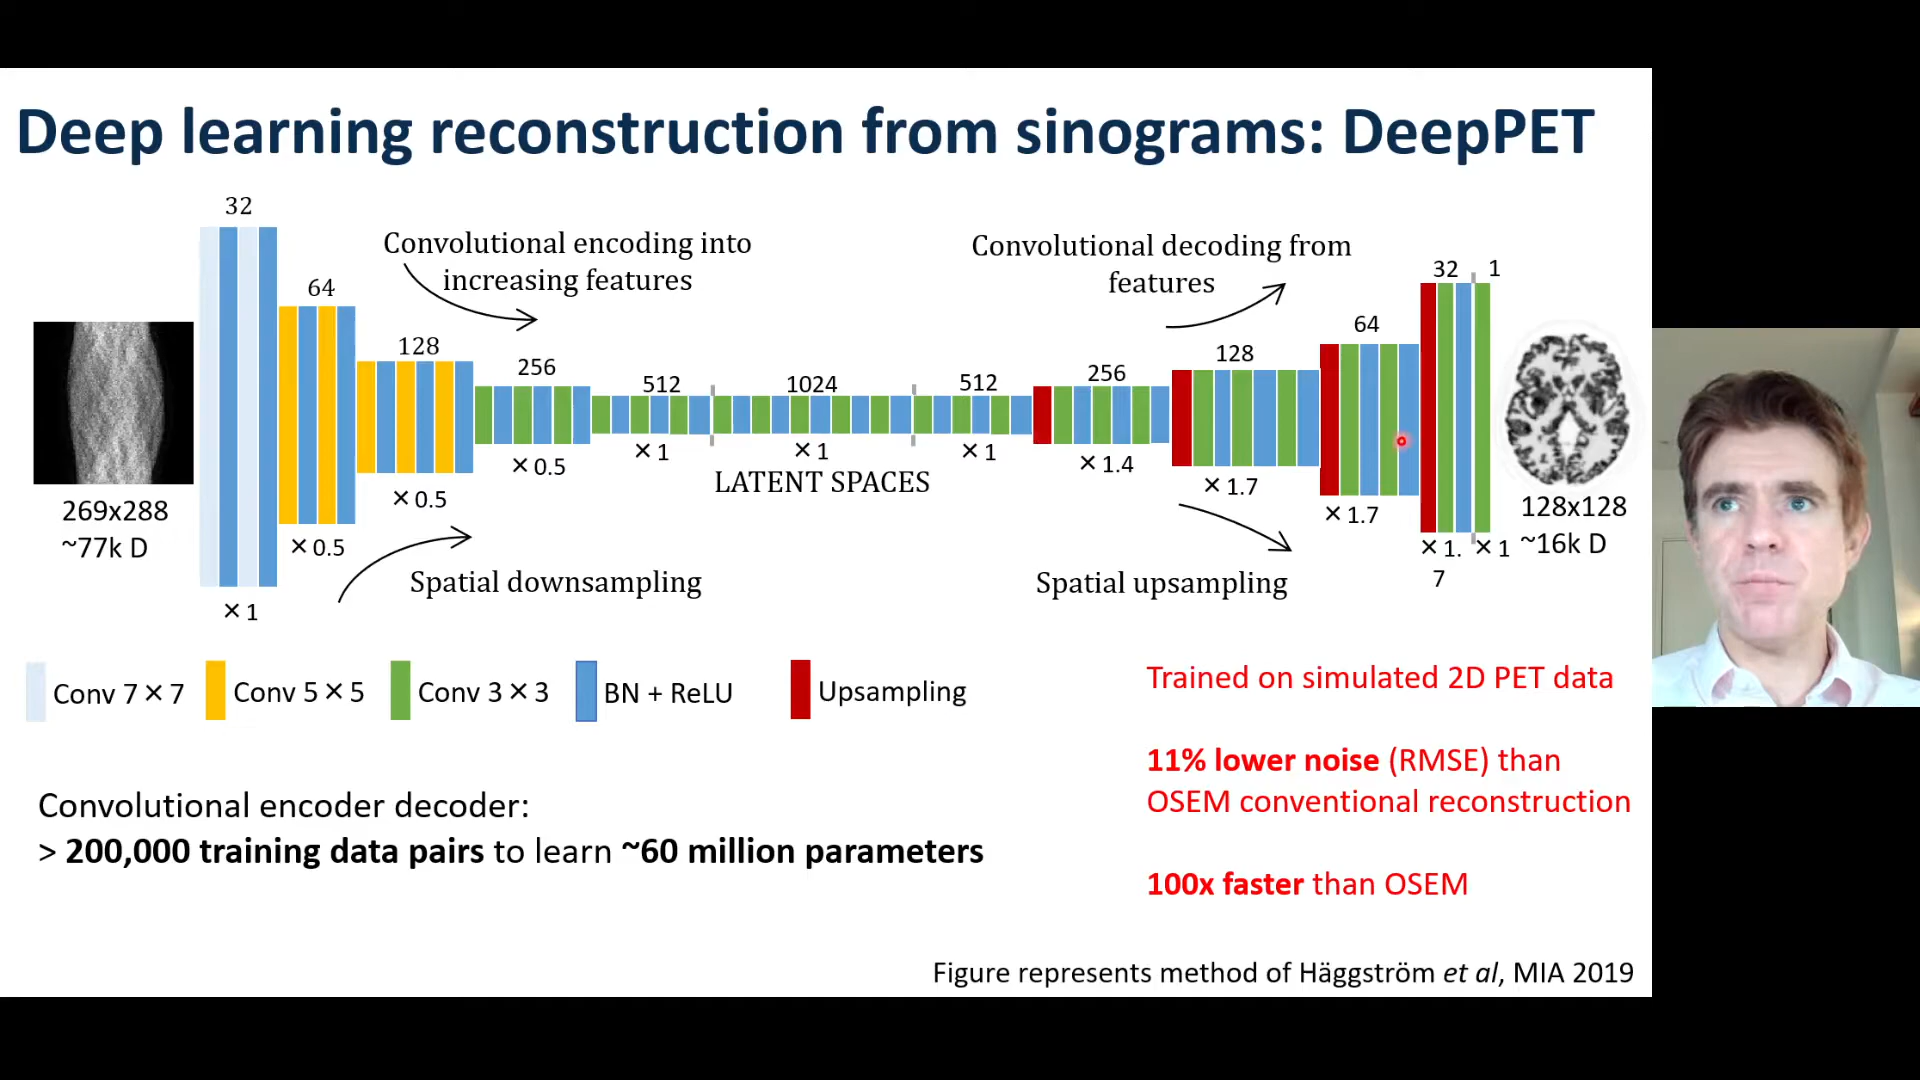 Deep learning reconstruction from sinograms: DeepPET
32
Convolutional encoding into
increasing features
Convolutional decoding from
features
64
128
256
512
1024
512
256
128
64
32
1
269x288
~77k D
× 1
× 0.5
× 0.5
× 0.5
× 1
× 1
× 1
× 1.4
× 1.7
× 1.7
× 1.
7
× 1
128x128
~16k D
LATENT SPACES
Spatial downsampling
Spatial upsampling
Conv 7 × 7
Conv 5 × 5
Conv 3 × 3
BN + ReLU
Upsampling
Trained on simulated 2D PET data
11% lower noise (RMSE) than
OSEM conventional reconstruction
100x faster than OSEM
Convolutional encoder decoder:
> 200,000 training data pairs to learn ~60 million parameters
Figure represents method of Häggström et al, MIA 2019